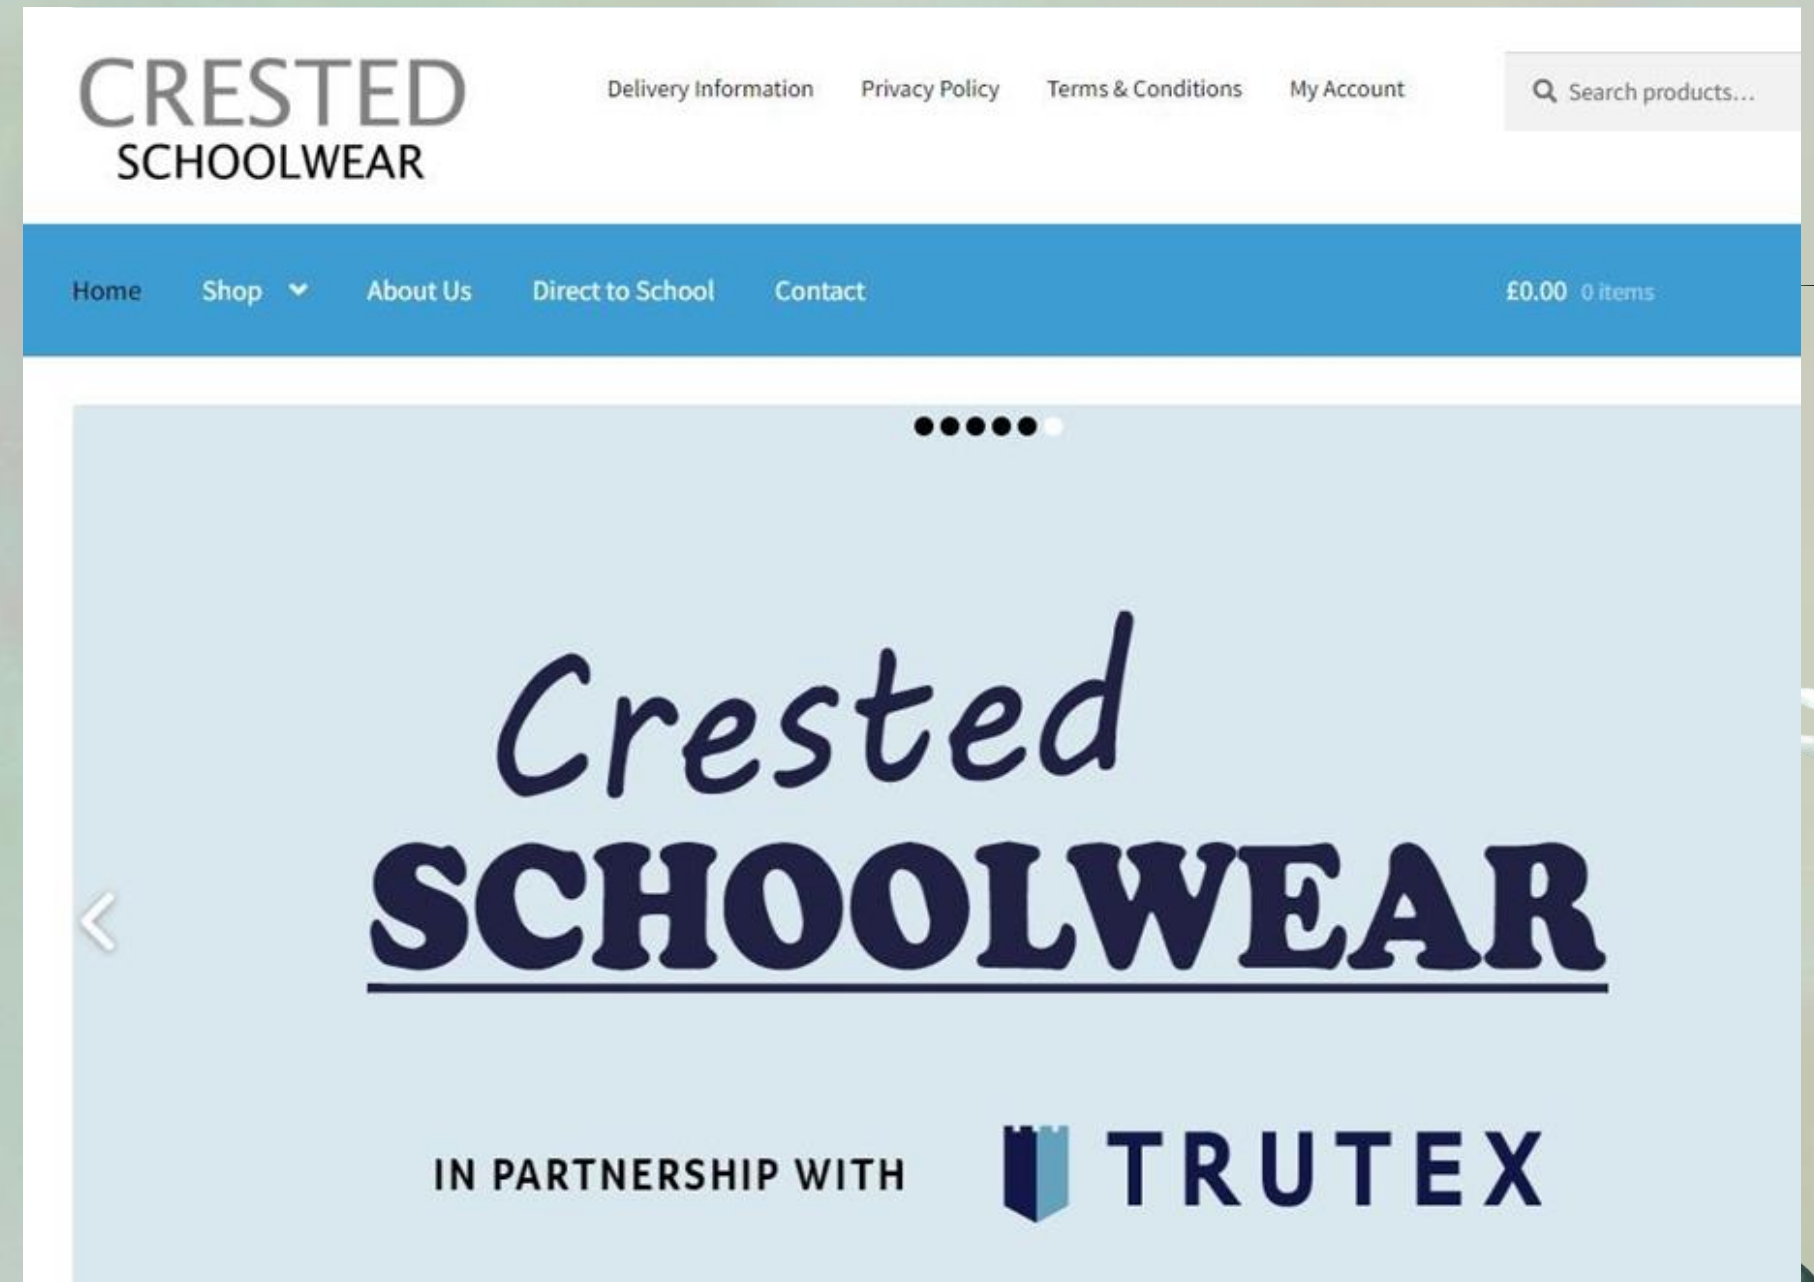 CRESTED
SCHOOLWEAR
Delivery Information Privacy Policy Terms & Conditions My Account Search products...
Home Shop About Us Direct to School Contact £0.00 0 items
Crested
SCHOOLWEAR
IN PARTNERSHIP WITH TRUTEX